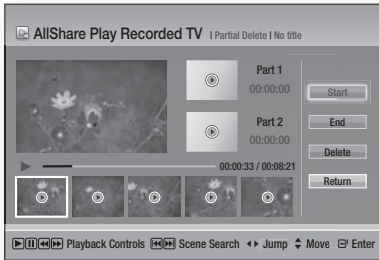 AllShare Play Recorded TV | Partial Delete | No title
Part 1
00:00:00
Start
Part 2
00:00:00
End
Delete
00:00:33 / 00:08:21
Return
Playback Controls Scene Search Jump Move Enter